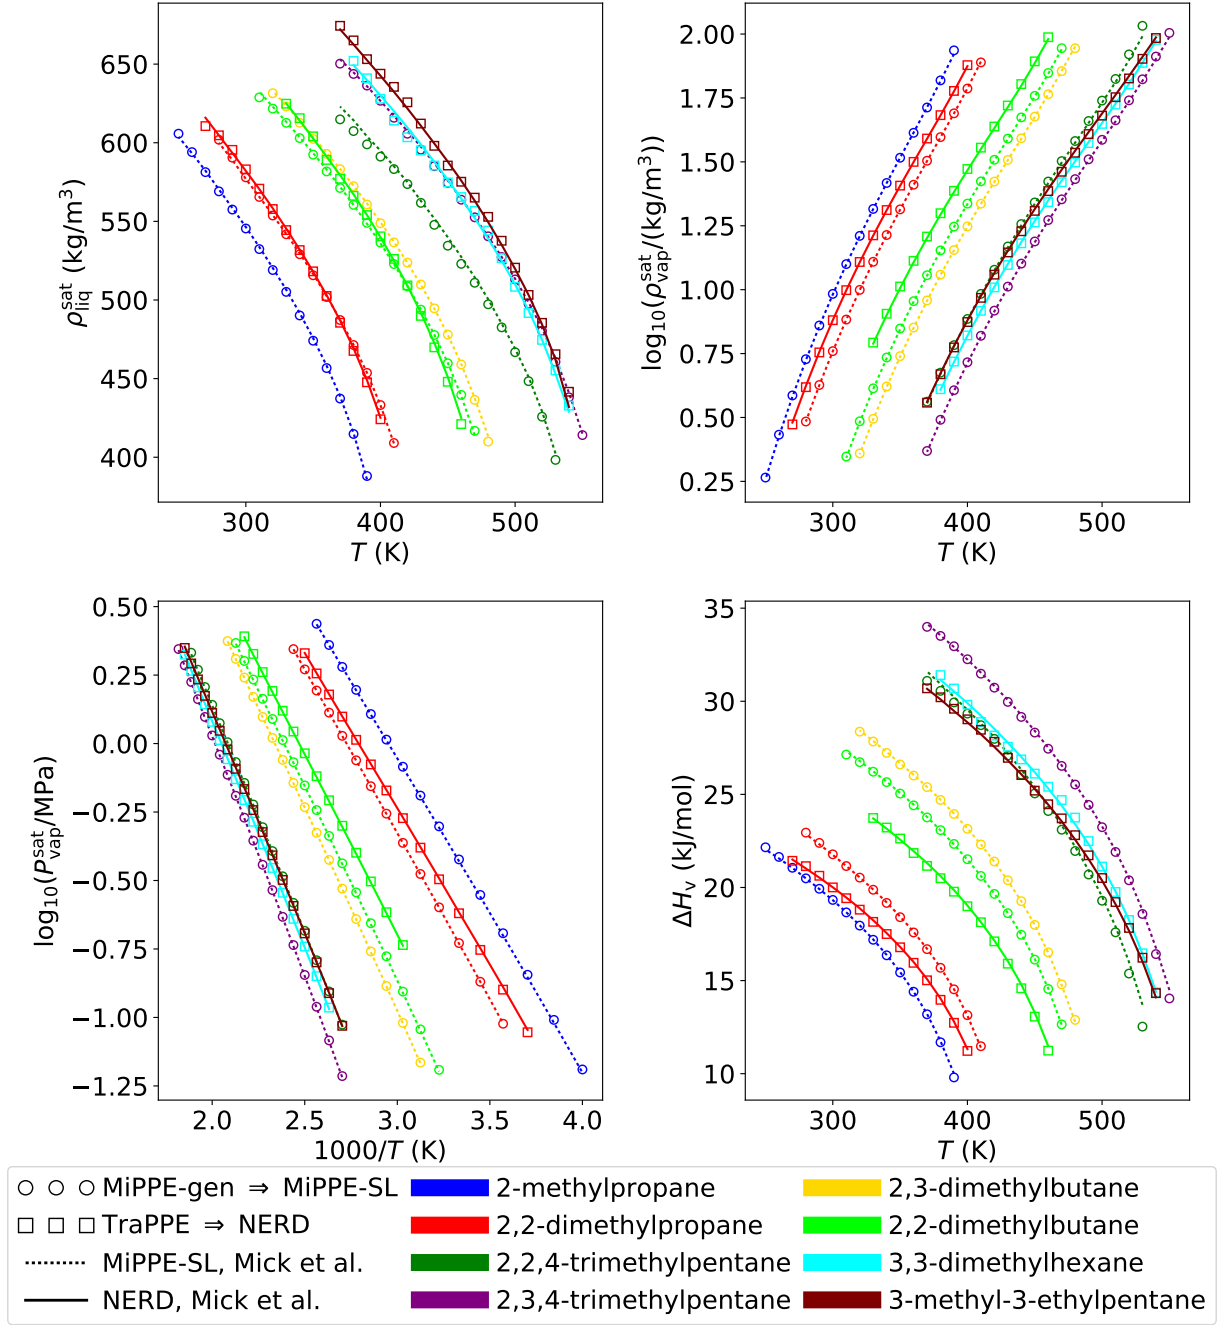 650
600
550
500
450
400
ρ_liq^sat (kg/m³)
300 400 500
T (K)
2.00
1.75
1.50
1.25
1.00
0.75
0.50
0.25
log₁₀(ρ_vap^sat/(kg/m³))
300 400 500
T (K)
0.50
0.25
0.00
−0.25
−0.50
−0.75
−1.00
−1.25
log₁₀(P_vap^sat/MPa)
2.0 2.5 3.0 3.5 4.0
1000/T (K)
35
30
25
20
15
10
ΔH_v (kJ/mol)
300 400 500
T (K)
MiPPE-gen ⇒ MiPPE-SL
TraPPE ⇒ NERD
MiPPE-SL, Mick et al.
NERD, Mick et al.
2-methylpropane
2,2-dimethylpropane
2,2,4-trimethylpentane
2,3,4-trimethylpentane
2,3-dimethylbutane
2,2-dimethylbutane
3,3-dimethylhexane
3-methyl-3-ethylpentane